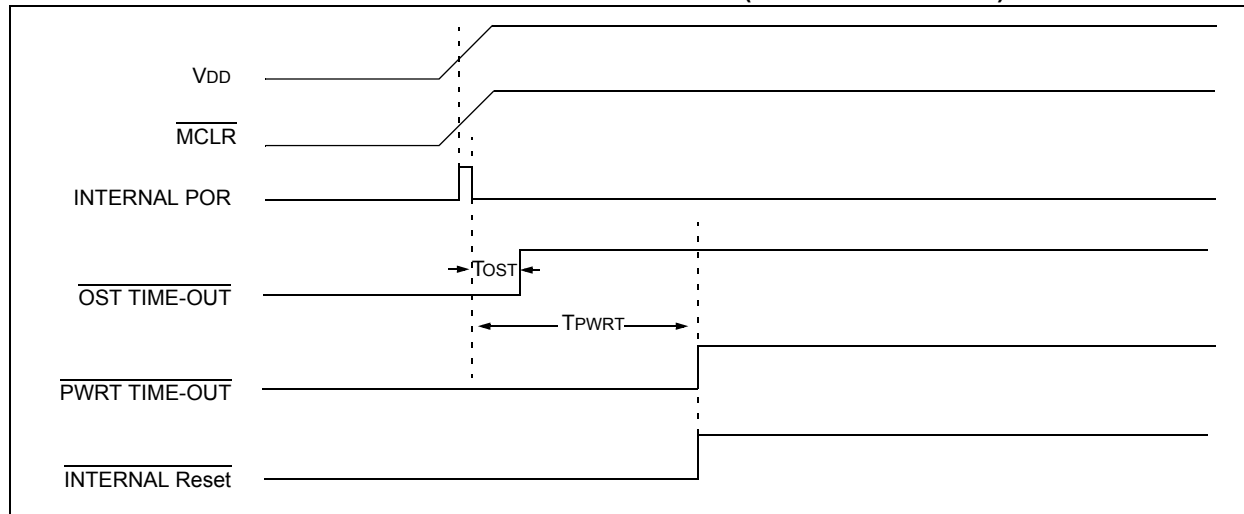 VDD
MCLR
INTERNAL POR
TOST
OST TIME-OUT
TPWRT
PWRT TIME-OUT
INTERNAL Reset